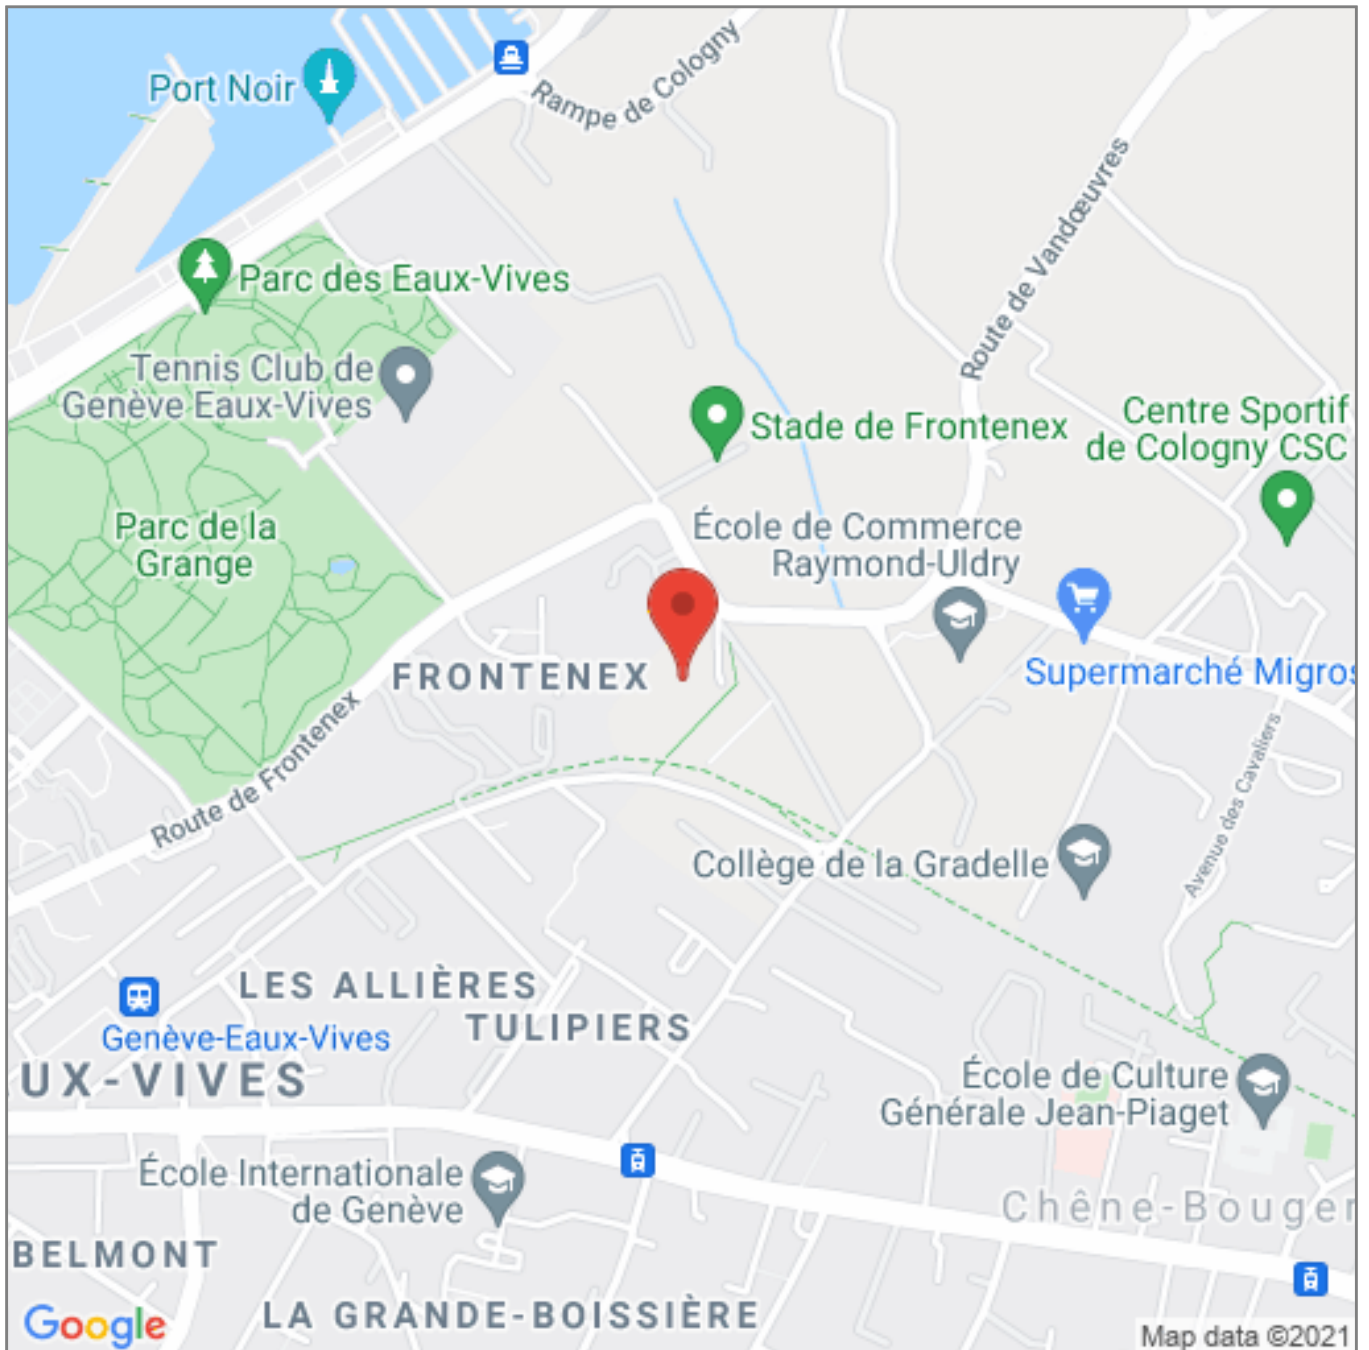 Port Noir
Rampe de Cologny
Route de Vandœuvres
Parc des Eaux-Vives
Tennis Club de
Genève Eaux-Vives
Stade de Frontenex
Centre Sportif
de Cologny CSC
Parc de la
Grange
École de Commerce
Raymond-Uldry
FRONTENEX
Supermarché Migros
Route de Frontenex
Avenue des Cavaliers
Collège de la Gradelle
LES ALLIÈRES
TULIPIERS
Genève-Eaux-Vives
UX-VIVES
École de Culture
Générale Jean-Piaget
École Internationale
de Genève
Chêne-Bouger
BELMONT
LA GRANDE-BOISSIÈRE
Google
Map data ©2021